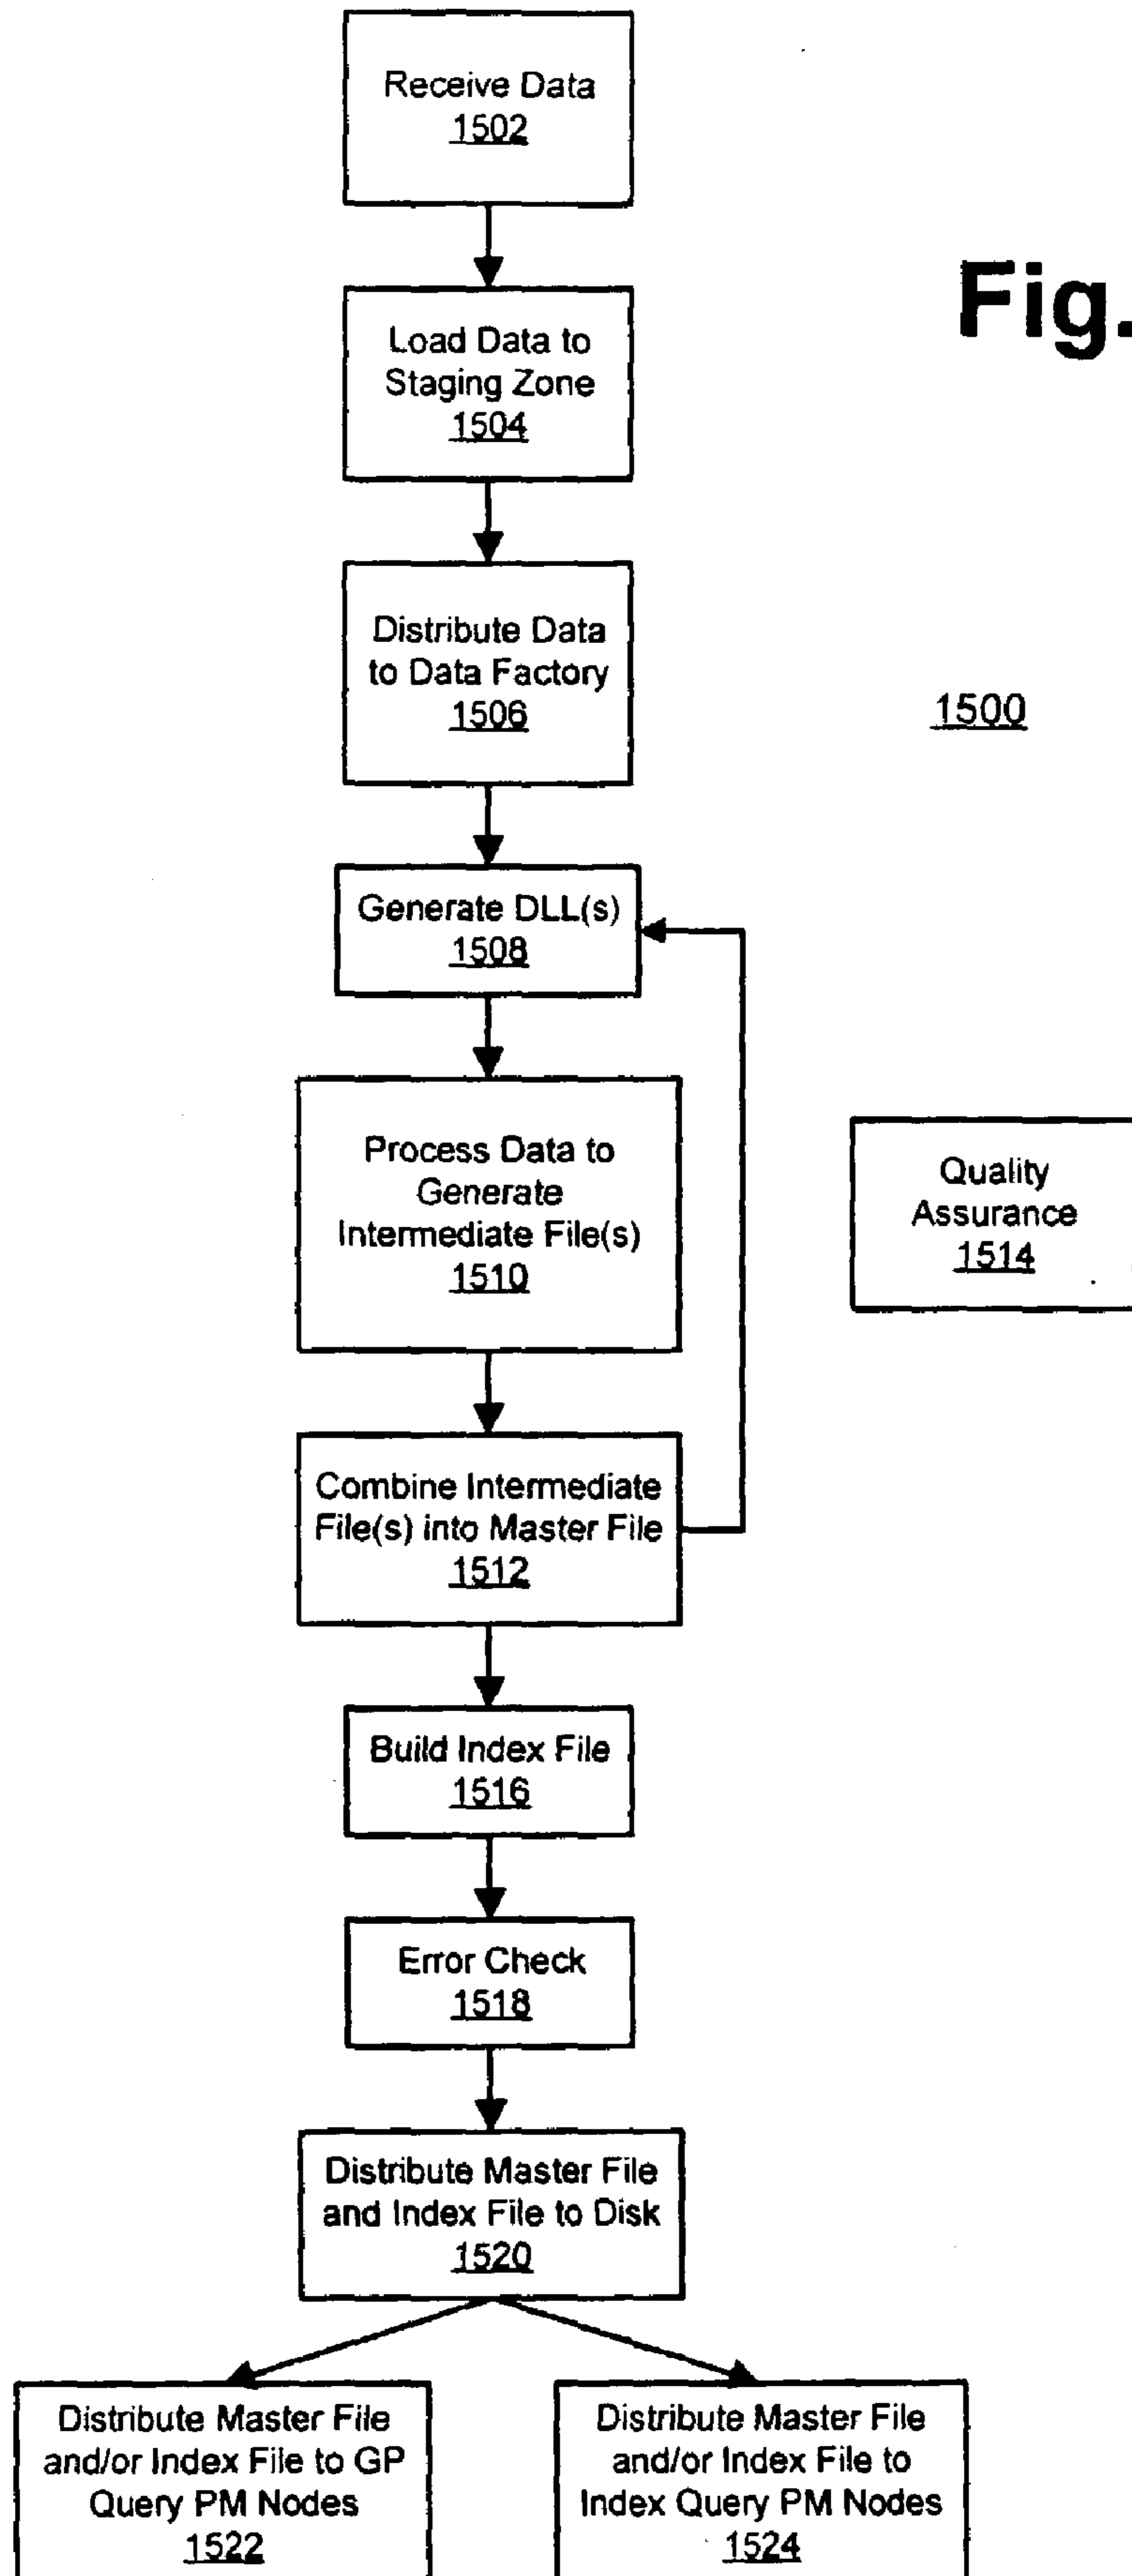 Receive Data
1502
Fig.
Load Data to
Staging Zone
1504
Distribute Data
to Data Factory
1506
1500
Generate DLL(s)
1508
Process Data to
Generate
Intermediate File(s)
1510
Quality
Assurance
1514
Combine Intermediate
File(s) into Master File
1512
Build Index File
1516
Error Check
1518
Distribute Master File
and Index File to Disk
1520
Distribute Master File
and/or Index File to GP
Query PM Nodes
1522
Distribute Master File
and/or Index File to
Index Query PM Nodes
1524